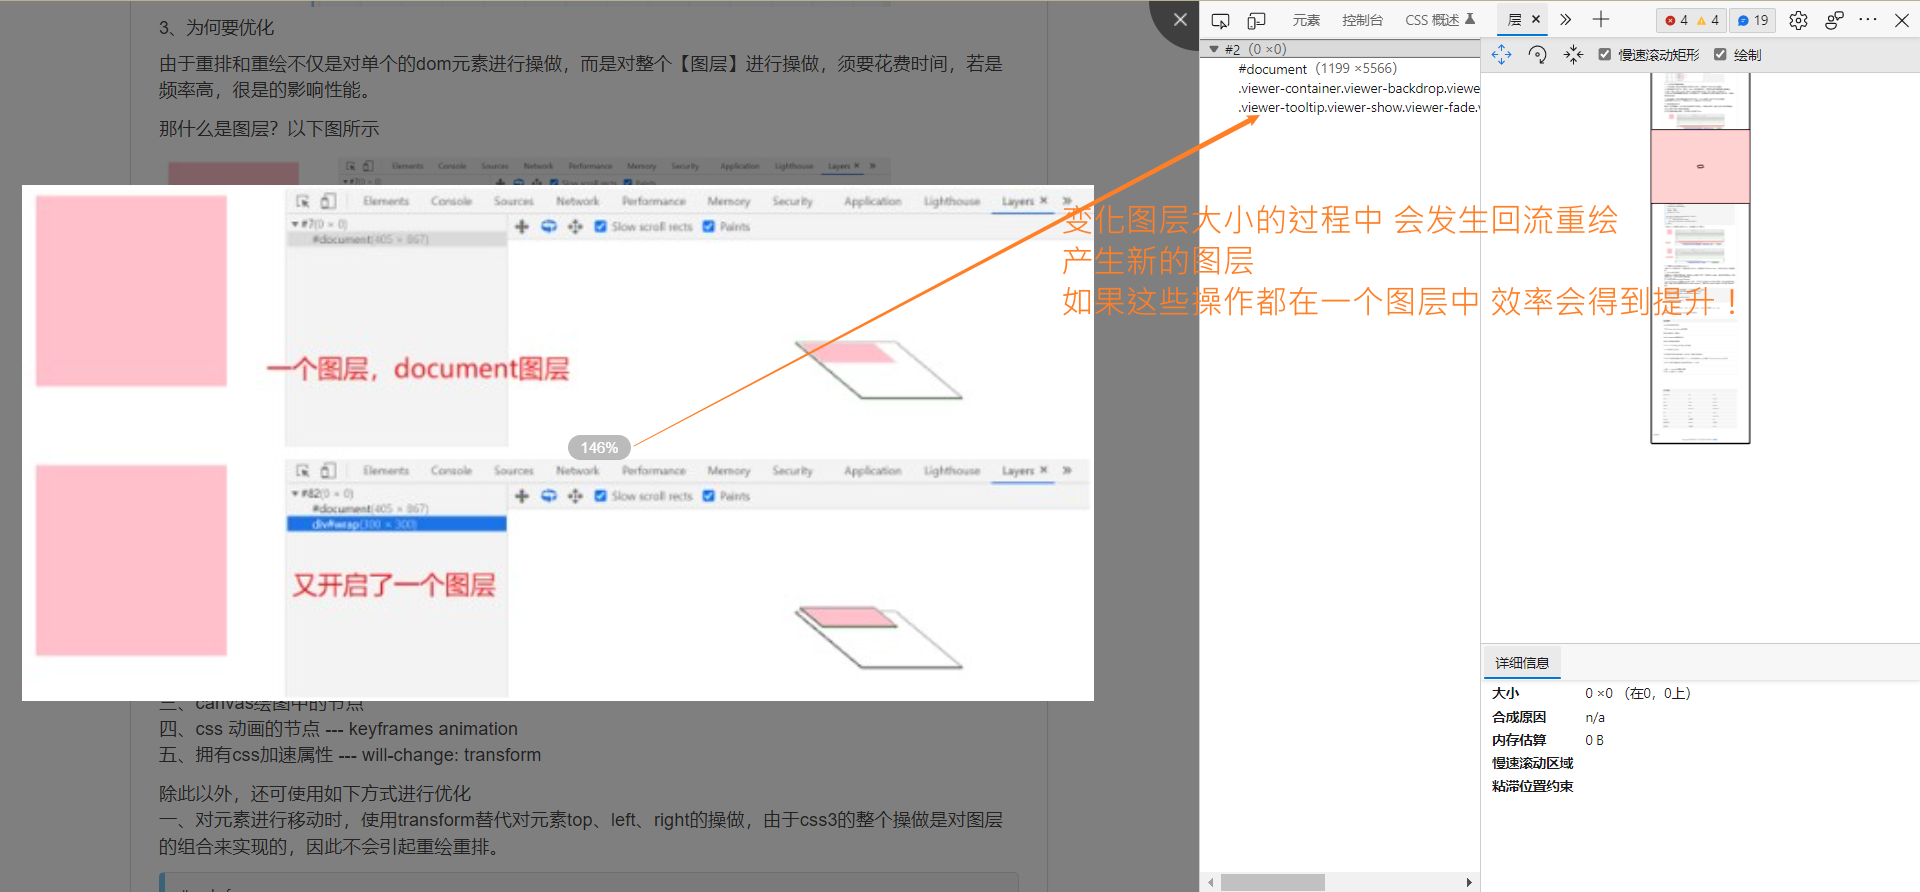 3、为何要优化
由于重排和重绘不仅是对单个的dom元素进行操做，而是对整个【图层】进行操做，须要花费时间，若是
频率高，很是的影响性能。
那什么是图层？以下图所示
Elements Console Sources Network Performance Memory Security Application Lighthouse Layers × »
Elements Console Sources Network Performance Memory Security Application Lighthouse Layers × »
#7(0 × 0)
Slow scroll rects Paints
#document(405 × 867)
一个图层，document图层
146%
Elements Console Sources Network Performance Memory Security Application Lighthouse Layers × »
#82(0 × 0)
Slow scroll rects Paints
#document(405 × 867)
div#wrap(300 × 300)
又开启了一个图层
三、canvas绘图中的节点
四、css 动画的节点 --- keyframes animation
五、拥有css加速属性 --- will-change: transform
除此以外，还可使用如下方式进行优化
一、对元素进行移动时，使用transform替代对元素top、left、right的操做，由于css3的整个操做是对图层
的组合来实现的，因此不会引起重绘重排。
元素 控制台 CSS 概述 层 × » 4 4 19
#2 (0 ×0)
慢速滚动矩形 绘制
#document (1199 ×5566)
.viewer-container.viewer-backdrop.viewe
.viewer-tooltip.viewer-show.viewer-fade.
变化图层大小的过程中 会发生回流重绘
产生新的图层
如果这些操作都在一个图层中 效率会得到提升！
详细信息
大小 0 ×0 （在0，0上）
合成原因 n/a
内存估算 0 B
慢速滚动区域
粘滞位置约束